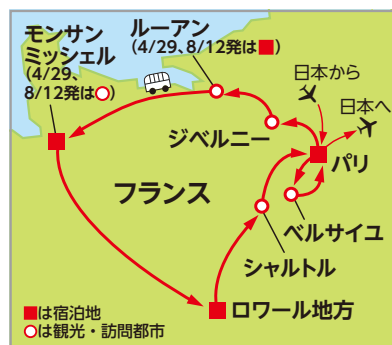 モンサン
ミッシェル
(4/29、
8/12発は○)
ルーアン
(4/29、8/12発は■)
日本から
日本へ
ジベルニー
パリ
フランス
ベルサイユ
シャルトル
ロワール地方
■は宿泊地
○は観光・訪問都市